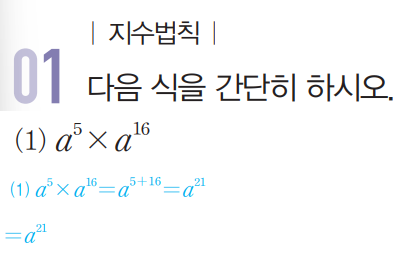 | 지수법칙 |
01 다음 식을 간단히 하시오.
(1) a⁵×a¹⁶
(1) a⁵×a¹⁶=a⁵⁺¹⁶=a²¹
=a²¹